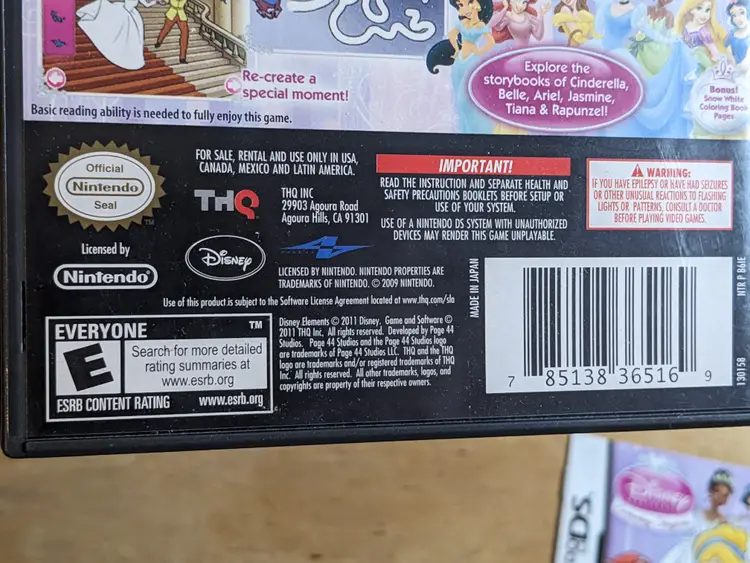 Re-create a
special moment!
Explore the
storybooks of Cinderella,
Belle, Ariel, Jasmine,
Tiana & Rapunzel!
Bonus!
Snow White
Coloring Book
Pages
Basic reading ability is needed to fully enjoy this game.
Official
Nintendo
Seal
TM
Licensed by
Nintendo®
FOR SALE, RENTAL AND USE ONLY IN USA,
CANADA, MEXICO AND LATIN AMERICA.
THQ
THQ INC
29903 Agoura Road
Agoura Hills, CA 91301
Disney
LICENSED BY NINTENDO. NINTENDO PROPERTIES ARE
TRADEMARKS OF NINTENDO. © 2009 NINTENDO.
IMPORTANT!
READ THE INSTRUCTION AND SEPARATE HEALTH AND
SAFETY PRECAUTIONS BOOKLETS BEFORE SETUP OR
USE OF YOUR SYSTEM.
USE OF A NINTENDO DS SYSTEM WITH UNAUTHORIZED
DEVICES MAY RENDER THIS GAME UNPLAYABLE.
WARNING:
IF YOU HAVE EPILEPSY OR HAVE HAD SEIZURES
OR OTHER UNUSUAL REACTIONS TO FLASHING
LIGHTS OR PATTERNS, CONSULT A DOCTOR
BEFORE PLAYING VIDEO GAMES.
Use of this product is subject to the Software License Agreement located at www.thq.com/sla
EVERYONE
TM
E
Search for more detailed
rating summaries at
www.esrb.org
ESRB CONTENT RATING www.esrb.org
Disney Elements © 2011 Disney. Game and Software ©
2011 THQ Inc. All rights reserved. Developed by Page 44
Studios. Page 44 Studios and the Page 44 Studios logo
are trademarks of Page 44 Studios LLC. THQ and the THQ
logo are trademarks and/or registered trademarks of THQ
Inc. All rights reserved. All other trademarks, logos, and
copyrights are property of their respective owners.
MADE IN JAPAN
7 85138 36516 9
NTR P B6IE
130158
Disney